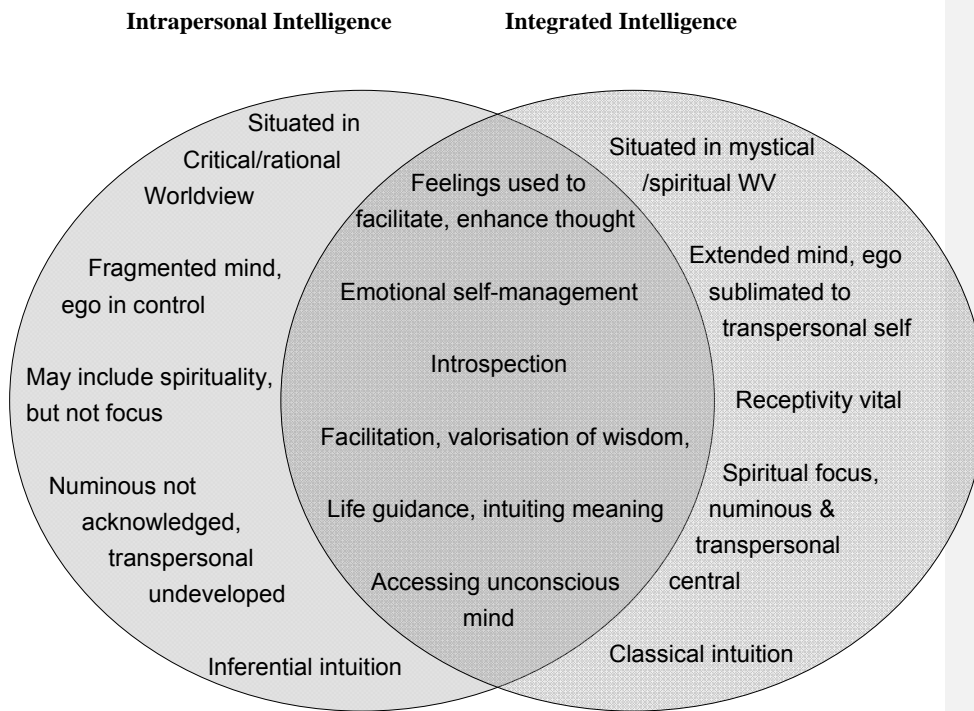 Intrapersonal Intelligence
Integrated Intelligence
Situated in
Critical/rational
Worldview
Fragmented mind,
ego in control
May include spirituality,
but not focus
Numinous not
acknowledged,
transpersonal
undeveloped
Inferential intuition
Feelings used to
facilitate, enhance thought
Emotional self-management
Introspection
Facilitation, valorisation of wisdom,
Life guidance, intuiting meaning
Accessing unconscious
mind
Situated in mystical
/spiritual WV
Extended mind, ego
sublimated to
transpersonal self
Receptivity vital
Spiritual focus,
numinous &
transpersonal
central
Classical intuition